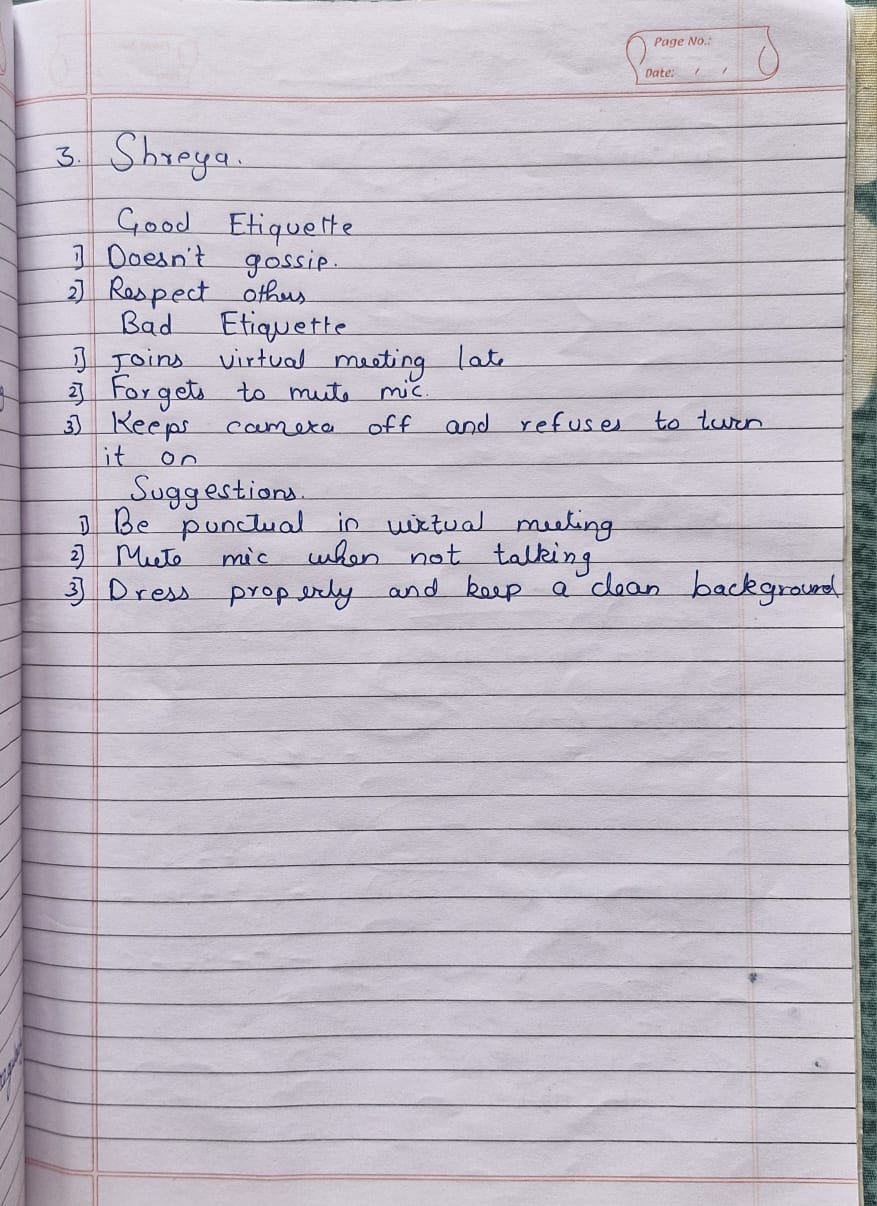 Page No.:
Date: / /
3. Shreya.
Good Etiquette
1] Doesn't gossip.
2] Respect others
Bad Etiquette
1] Joins virtual meeting late
2] Forgets to mute mic.
3] Keeps camera off and refuses to turn
it on
Suggestions.
1] Be punctual in virtual meeting
2] Mute mic when not talking
3] Dress properly and keep a clean background